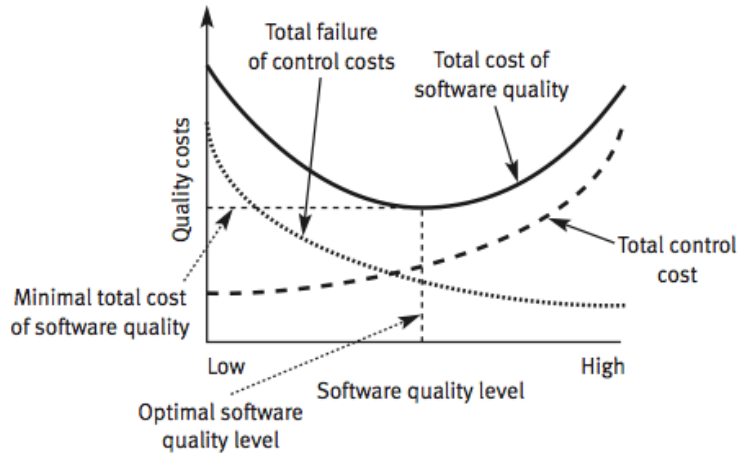 Total failure
of control costs
Total cost of
software quality
Quality costs
Total control
cost
Minimal total cost
of software quality
Low
High
Software quality level
Optimal software
quality level